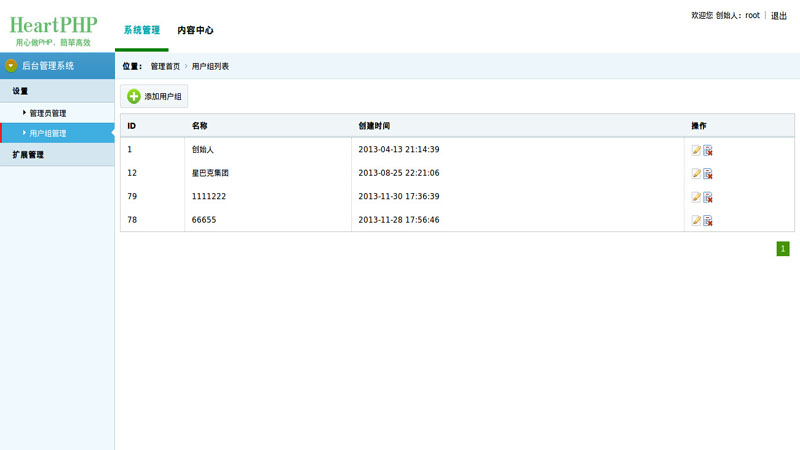 HeartPHP
用心做PHP，简单高效
系统管理 内容中心
欢迎您 创始人：root | 退出
后台管理系统
位置： 管理首页 › 用户组列表
设置
管理员管理
用户组管理
扩展管理
添加用户组
ID 名称 创建时间 操作
1 创始人 2013-04-13 21:14:39
12 星巴克集团 2013-08-25 22:21:06
79 1111222 2013-11-30 17:36:39
78 66655 2013-11-28 17:56:46
1